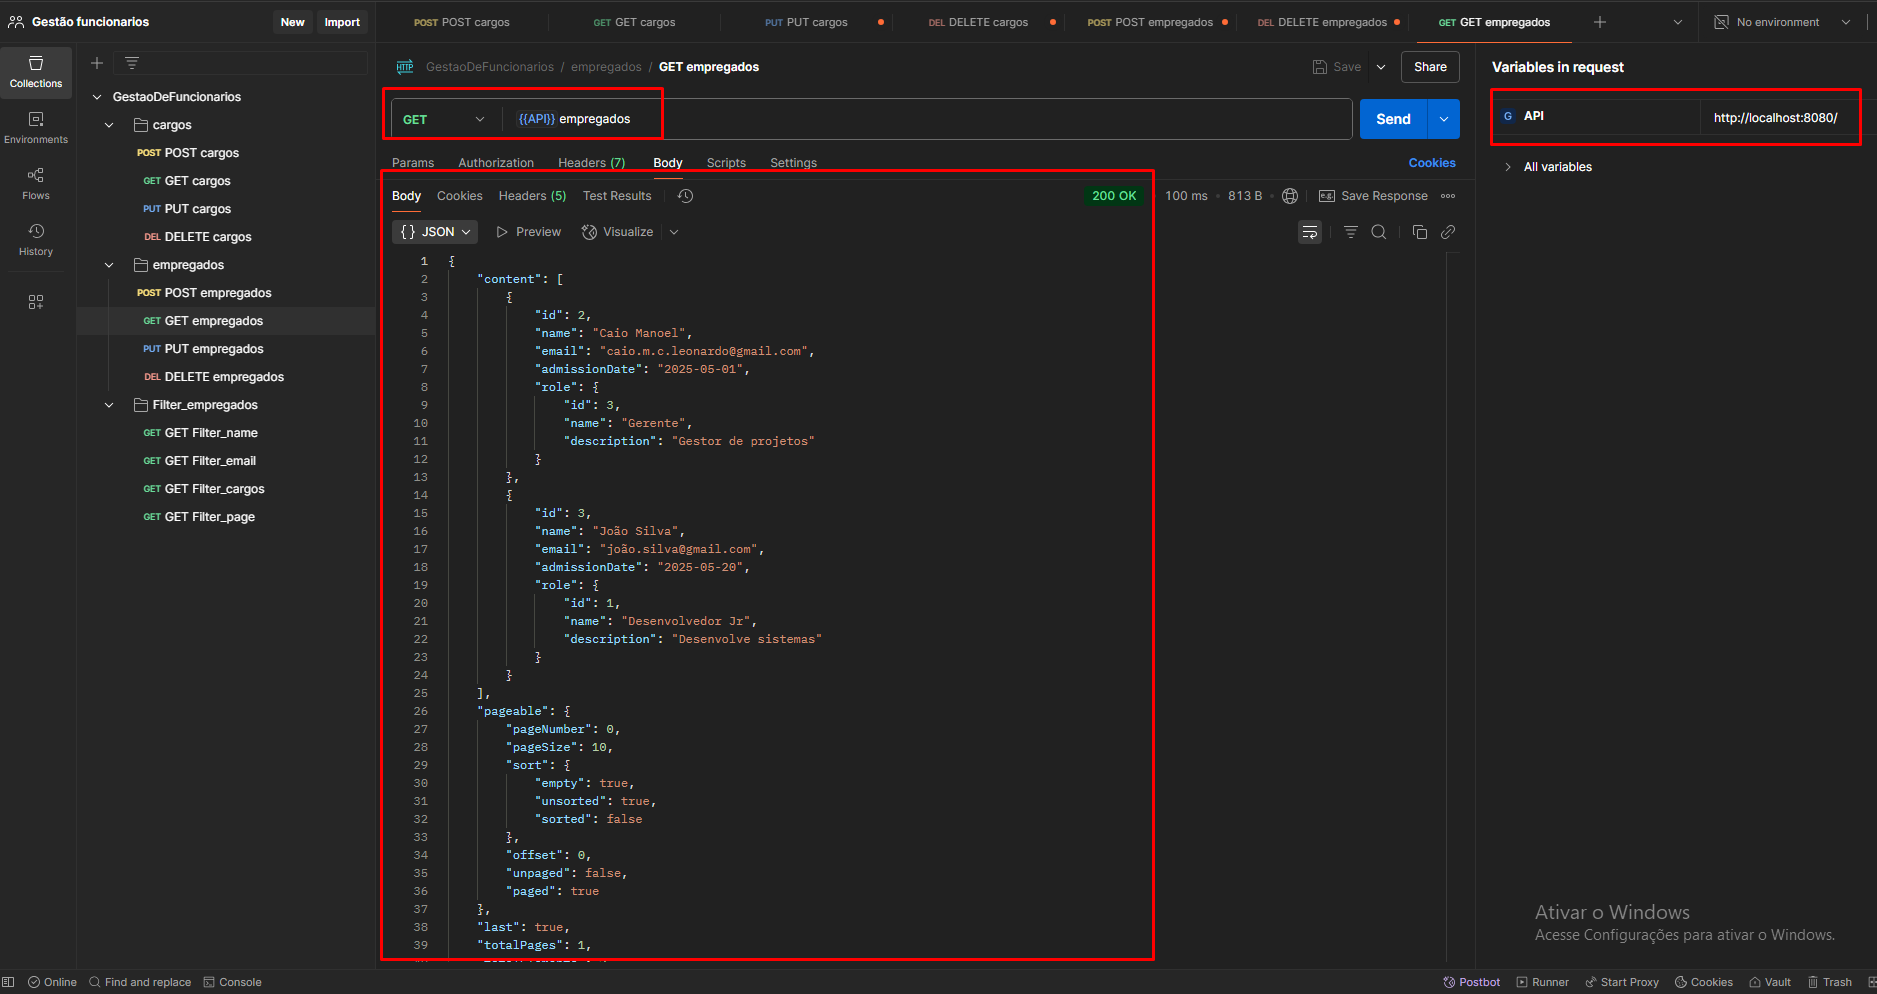 Gestão funcionarios New Import
POST POST cargos GET GET cargos PUT PUT cargos DEL DELETE cargos POST POST empregados DEL DELETE empregados GET GET empregados No environment
Collections
Environments
Flows
History
GestaoDeFuncionarios
cargos
POST POST cargos
GET GET cargos
PUT PUT cargos
DEL DELETE cargos
empregados
POST POST empregados
GET GET empregados
PUT PUT empregados
DEL DELETE empregados
Filter_empregados
GET GET Filter_name
GET GET Filter_email
GET GET Filter_cargos
GET GET Filter_page
HTTP GestaoDeFuncionarios / empregados / GET empregados Save Share
GET {{API}} empregados Send
Params Authorization Headers (7) Body Scripts Settings Cookies
Body Cookies Headers (5) Test Results 200 OK 100 ms 813 B e.g. Save Response
{} JSON Preview Visualize
1 {
2 "content": [
3 {
4 "id": 2,
5 "name": "Caio Manoel",
6 "email": "caio.m.c.leonardo@gmail.com",
7 "admissionDate": "2025-05-01",
8 "role": {
9 "id": 3,
10 "name": "Gerente",
11 "description": "Gestor de projetos"
12 }
13 },
14 {
15 "id": 3,
16 "name": "João Silva",
17 "email": "joão.silva@gmail.com",
18 "admissionDate": "2025-05-20",
19 "role": {
20 "id": 1,
21 "name": "Desenvolvedor Jr",
22 "description": "Desenvolve sistemas"
23 }
24 }
25 ],
26 "pageable": {
27 "pageNumber": 0,
28 "pageSize": 10,
29 "sort": {
30 "empty": true,
31 "unsorted": true,
32 "sorted": false
33 },
34 "offset": 0,
35 "unpaged": false,
36 "paged": true
37 },
38 "last": true,
39 "totalPages": 1,
Variables in request
G API http://localhost:8080/
All variables
Ativar o Windows
Acesse Configurações para ativar o Windows.
Online Find and replace Console Postbot Runner Start Proxy Cookies Vault Trash